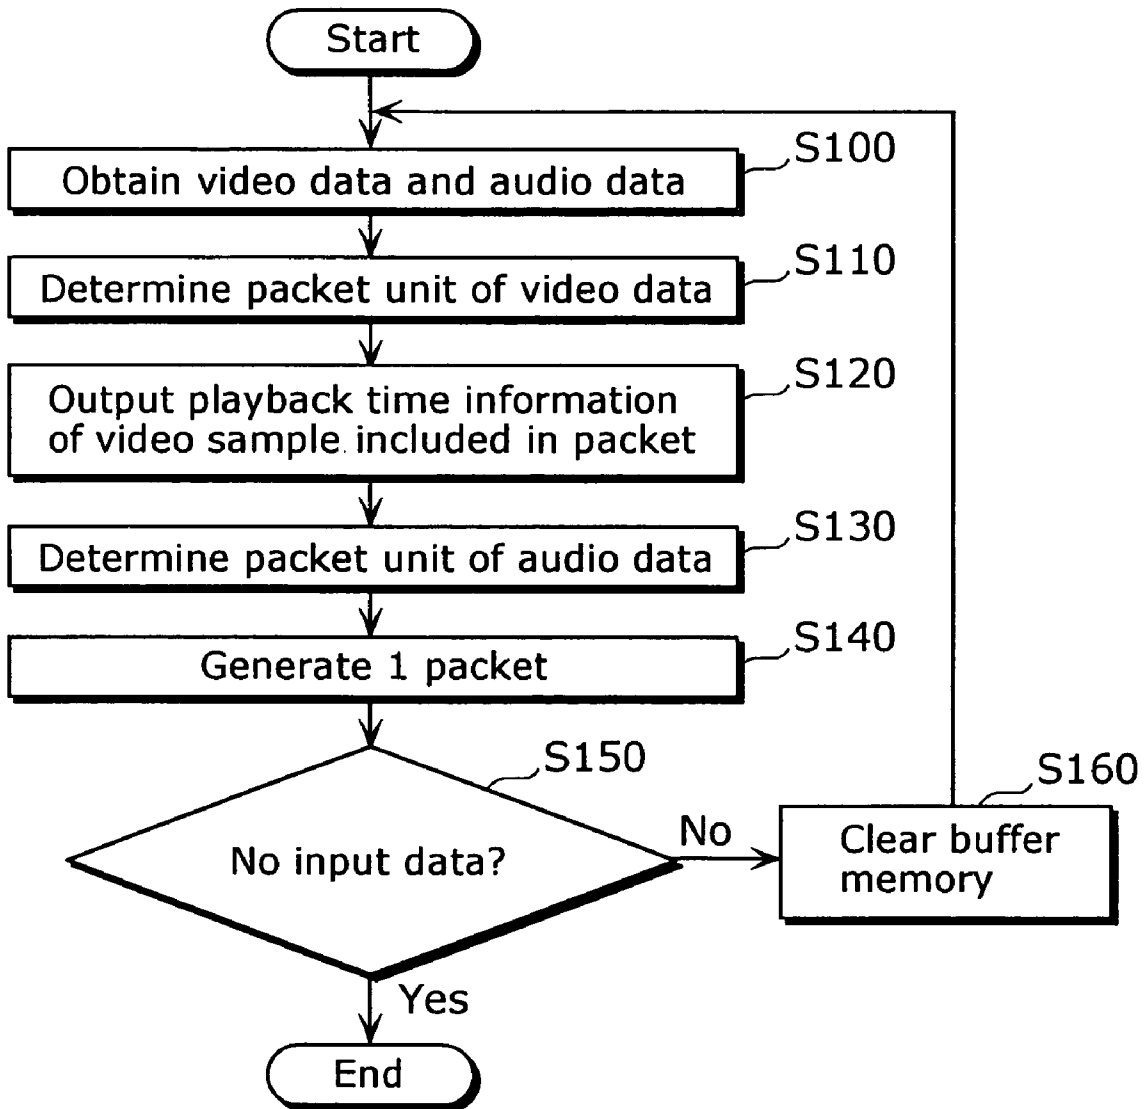 Start
S100
Obtain video data and audio data
S110
Determine packet unit of video data
S120
Output playback time information
of video sample included in packet
S130
Determine packet unit of audio data
S140
Generate 1 packet
S150
No input data?
No
S160
Clear buffer
memory
Yes
End